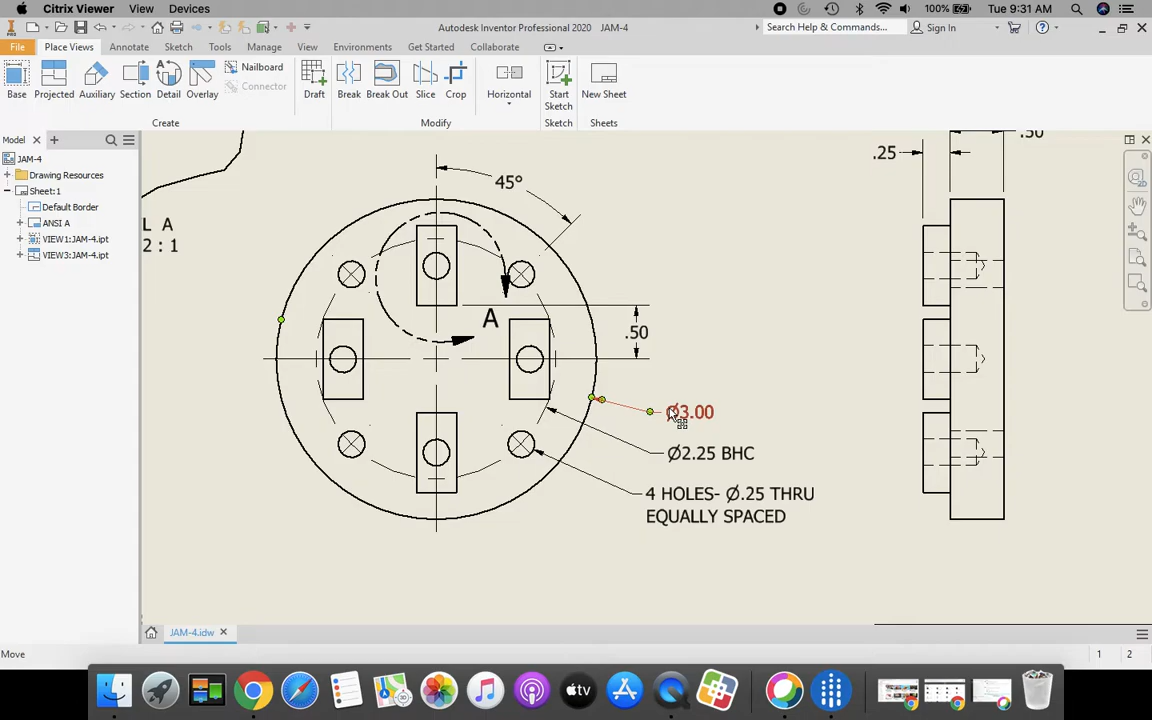 Citrix Viewer View Devices 100% Tue 9:31 AM
Autodesk Inventor Professional 2020 JAM-4 Search Help & Commands... Sign In
File Place Views Annotate Sketch Tools Manage View Environments Get Started Collaborate
Base Projected Auxiliary Section Detail Overlay Nailboard Connector Draft Break Break Out Slice Crop Horizontal Start Sketch New Sheet
Create Modify Sketch Sheets
Model
JAM-4
Drawing Resources
Sheet:1
Default Border
ANSI A
VIEW1:JAM-4.ipt
VIEW3:JAM-4.ipt
L A
2 : 1
45°
A
.50
Ø3.00
Ø2.25 BHC
4 HOLES- Ø.25 THRU
EQUALLY SPACED
.25
.50
JAM-4.idw
Move 1 2